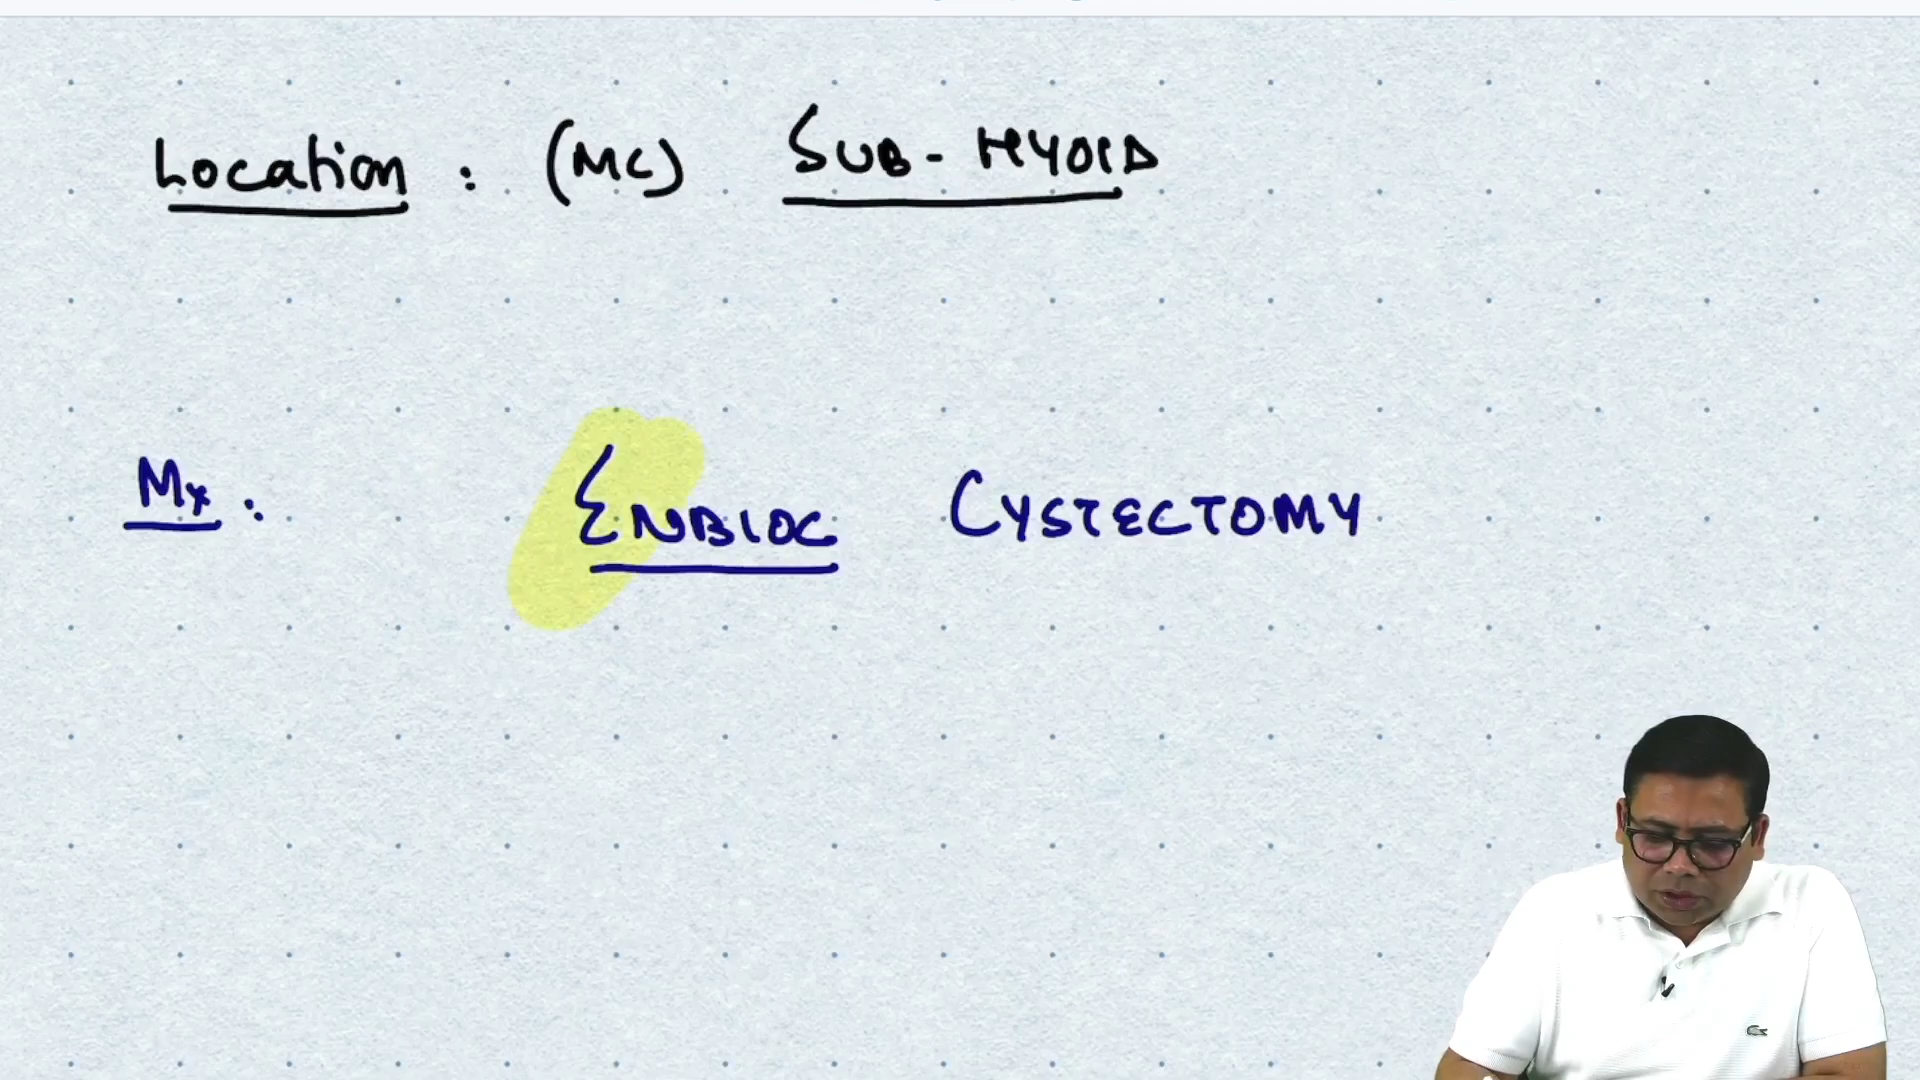 Location : (MC) SUB - HYOID
Mx : ENBLOC CYSTECTOMY